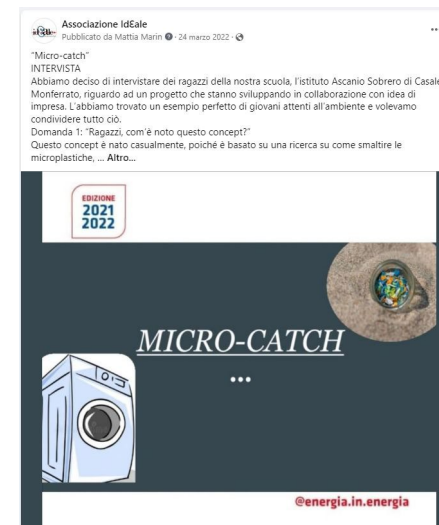 Associazione Id£ale
Pubblicato da Mattia Marin · 24 marzo 2022 ·
"Micro-catch"
INTERVISTA
Abbiamo deciso di intervistare dei ragazzi della nostra scuola, l'istituto Ascanio Sobrero di Casale
Monferrato, riguardo ad un progetto che stanno sviluppando in collaborazione con idea di
impresa. L'abbiamo trovato un esempio perfetto di giovani attenti all'ambiente e volevamo
condividere tutto ciò.
Domanda 1: "Ragazzi, com'è noto questo concept?"
Questo concept è nato casualmente, poiché è basato su una ricerca su come smaltire le
microplastiche, ... Altro...
EDIZIONE
2021
2022
MICRO-CATCH
...
@energia.in.energia